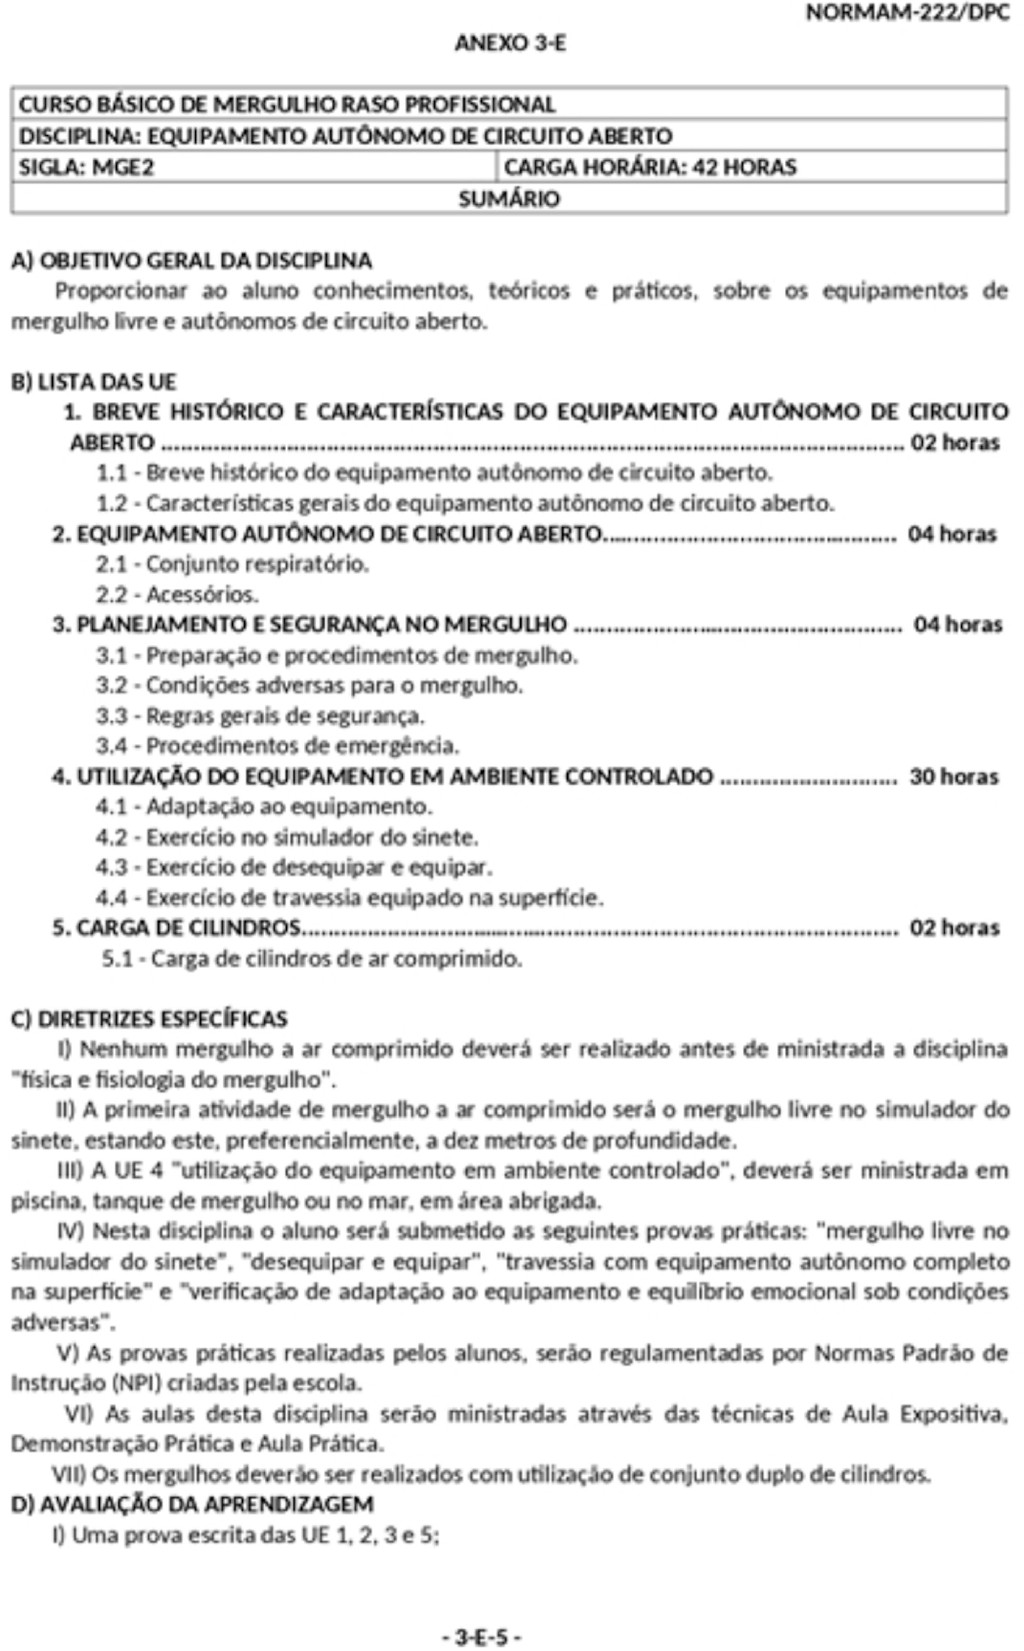 NORMAM-222/DPC
ANEXO 3-E
CURSO BÁSICO DE MERGULHO RASO PROFISSIONAL
DISCIPLINA: EQUIPAMENTO AUTÔNOMO DE CIRCUITO ABERTO
SIGLA: MGE2 CARGA HORÁRIA: 42 HORAS
SUMÁRIO
A) OBJETIVO GERAL DA DISCIPLINA
Proporcionar ao aluno conhecimentos, teóricos e práticos, sobre os equipamentos de
mergulho livre e autônomos de circuito aberto.
B) LISTA DAS UE
1. BREVE HISTÓRICO E CARACTERÍSTICAS DO EQUIPAMENTO AUTÔNOMO DE CIRCUITO
ABERTO ........................................................................................................ 02 horas
1.1 - Breve histórico do equipamento autônomo de circuito aberto.
1.2 - Características gerais do equipamento autônomo de circuito aberto.
2. EQUIPAMENTO AUTÔNOMO DE CIRCUITO ABERTO............................................ 04 horas
2.1 - Conjunto respiratório.
2.2 - Acessórios.
3. PLANEJAMENTO E SEGURANÇA NO MERGULHO ................................................. 04 horas
3.1 - Preparação e procedimentos de mergulho.
3.2 - Condições adversas para o mergulho.
3.3 - Regras gerais de segurança.
3.4 - Procedimentos de emergência.
4. UTILIZAÇÃO DO EQUIPAMENTO EM AMBIENTE CONTROLADO ........................... 30 horas
4.1 - Adaptação ao equipamento.
4.2 - Exercício no simulador do sinete.
4.3 - Exercício de desequipar e equipar.
4.4 - Exercício de travessia equipado na superfície.
5. CARGA DE CILINDROS.......................................................................................... 02 horas
5.1 - Carga de cilindros de ar comprimido.
C) DIRETRIZES ESPECÍFICAS
I) Nenhum mergulho a ar comprimido deverá ser realizado antes de ministrada a disciplina
"física e fisiologia do mergulho".
II) A primeira atividade de mergulho a ar comprimido será o mergulho livre no simulador do
sinete, estando este, preferencialmente, a dez metros de profundidade.
III) A UE 4 "utilização do equipamento em ambiente controlado", deverá ser ministrada em
piscina, tanque de mergulho ou no mar, em área abrigada.
IV) Nesta disciplina o aluno será submetido as seguintes provas práticas: "mergulho livre no
simulador do sinete", "desequipar e equipar", "travessia com equipamento autônomo completo
na superfície" e "verificação de adaptação ao equipamento e equilíbrio emocional sob condições
adversas".
V) As provas práticas realizadas pelos alunos, serão regulamentadas por Normas Padrão de
Instrução (NPI) criadas pela escola.
VI) As aulas desta disciplina serão ministradas através das técnicas de Aula Expositiva,
Demonstração Prática e Aula Prática.
VII) Os mergulhos deverão ser realizados com utilização de conjunto duplo de cilindros.
D) AVALIAÇÃO DA APRENDIZAGEM
I) Uma prova escrita das UE 1, 2, 3 e 5;
- 3-E-5 -